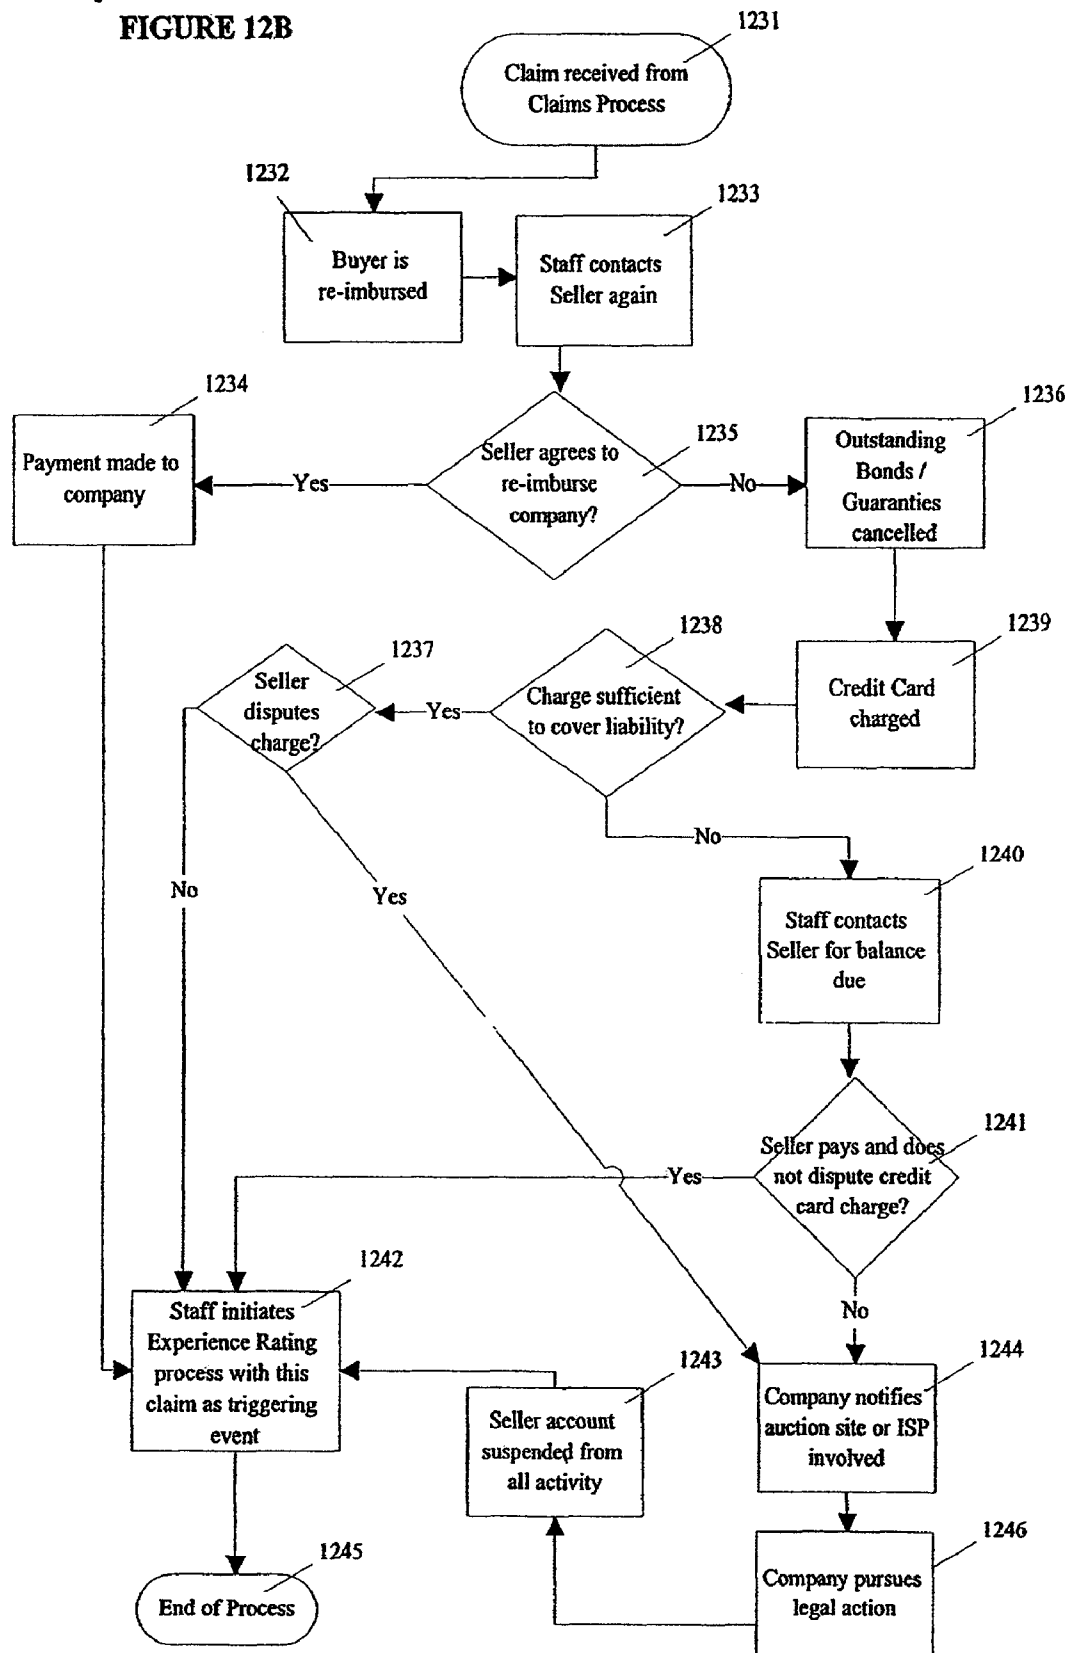 FIGURE 12B
1231
Claim received from
Claims Process
1232
Buyer is
re-imbursed
1233
Staff contacts
Seller again
1234
Payment made to
company
Yes
1235
Seller agrees to
re-imburse
company?
No
1236
Outstanding
Bonds /
Guaranties
cancelled
1237
Seller
disputes
charge?
Yes
1238
Charge sufficient
to cover liability?
1239
Credit Card
charged
No
No
Yes
1240
Staff contacts
Seller for balance
due
1241
Seller pays and does
not dispute credit
card charge?
Yes
No
1242
Staff initiates
Experience Rating
process with this
claim as triggering
event
1243
Seller account
suspended from
all activity
1244
Company notifies
auction site or ISP
involved
1245
End of Process
1246
Company pursues
legal action